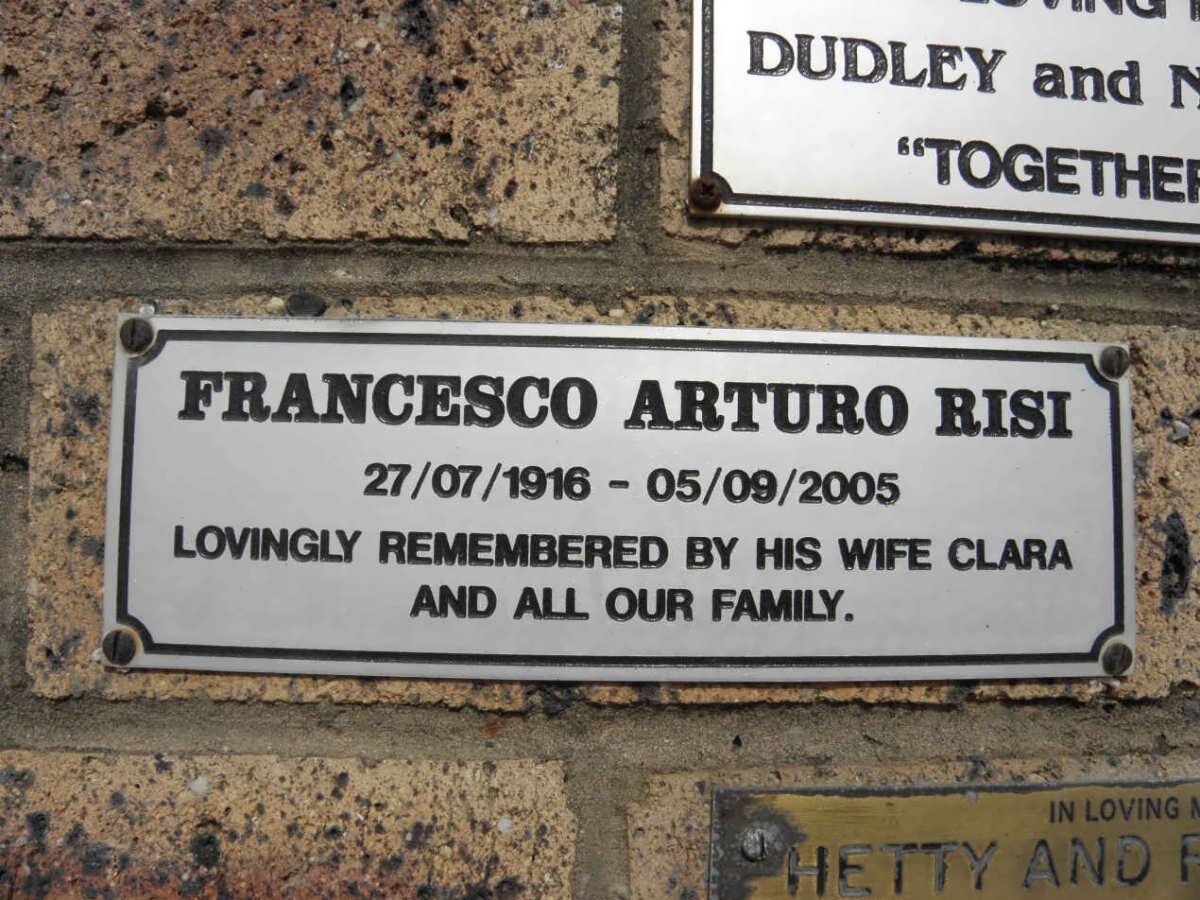 LOVING
DUDLEY and
"TOGETHER
FRANCESCO ARTURO RISI
27/07/1916 - 05/09/2005
LOVINGLY REMEMBERED BY HIS WIFE CLARA
AND ALL OUR FAMILY.
IN LOVING
HETTY AND